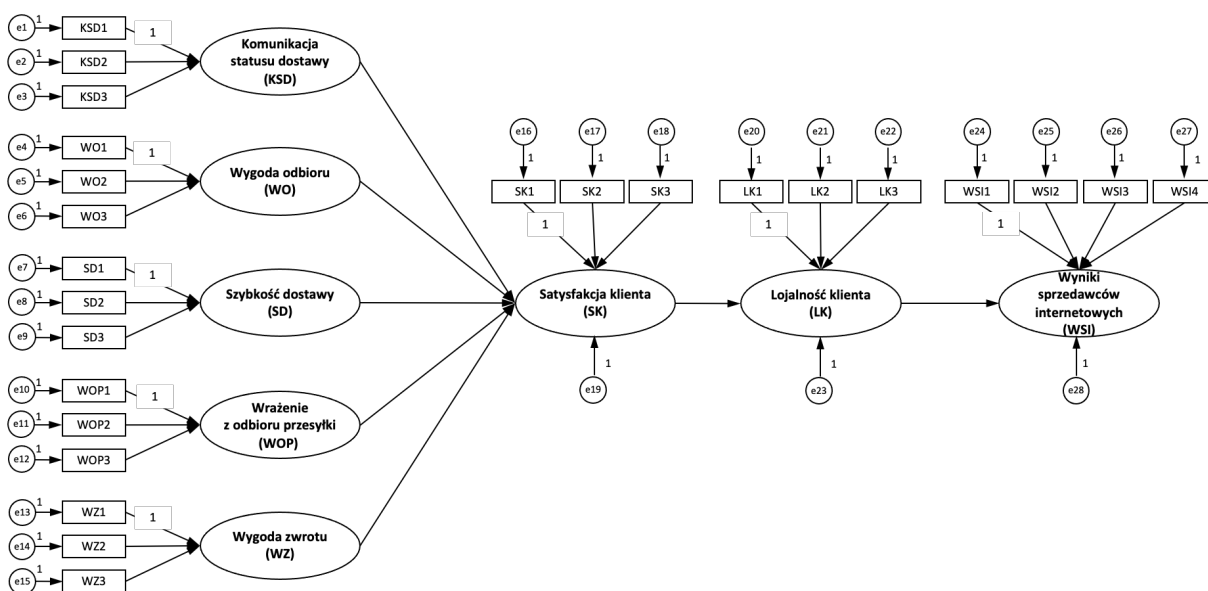 e1 1 KSD1 1
e2 1 KSD2
e3 1 KSD3
Komunikacja
statusu dostawy
(KSD)
e4 1 WO1 1
e5 1 WO2
e6 1 WO3
Wygoda odbioru
(WO)
e7 1 SD1 1
e8 1 SD2
e9 1 SD3
Szybkość dostawy
(SD)
e10 1 WOP1 1
e11 1 WOP2
e12 1 WOP3
Wrażenie
z odbioru przesyłki
(WOP)
e13 1 WZ1 1
e14 1 WZ2
e15 1 WZ3
Wygoda zwrotu
(WZ)
e16 e17 e18
1 1 1
SK1 SK2 SK3
1
Satysfakcja klienta
(SK)
1
e19
e20 e21 e22
1 1 1
LK1 LK2 LK3
1
Lojalność klienta
(LK)
1
e23
e24 e25 e26 e27
1 1 1 1
WSI1 WSI2 WSI3 WSI4
1
Wyniki
sprzedawców
internetowych
(WSI)
1
e28